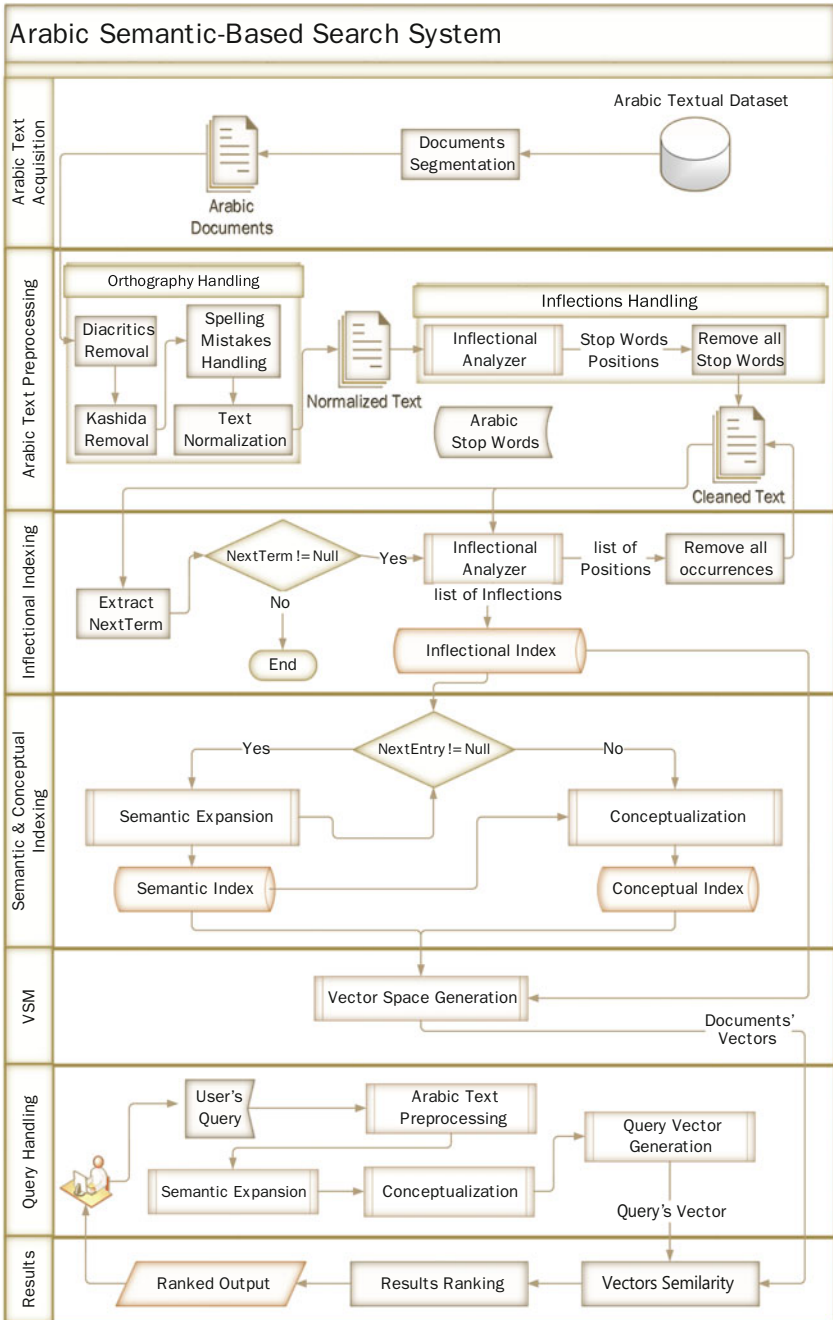 Arabic Semantic-Based Search System
Arabic Text
Acquisition
Arabic Textual Dataset
Documents
Segmentation
Arabic
Documents
Arabic Text Preprocessing
Orthography Handling
Diacritics
Removal
Kashida
Removal
Spelling
Mistakes
Handling
Text
Normalization
Normalized Text
Inflections Handling
Inflectional
Analyzer
Stop Words
Positions
Remove all
Stop Words
Arabic
Stop Words
Cleaned Text
Inflectional Indexing
Extract
NextTerm
NextTerm != Null
Yes
No
End
Inflectional
Analyzer
list of
Positions
Remove all
occurrences
list of Inflections
Inflectional Index
Semantic & Conceptual
Indexing
NextEntry != Null
Yes
No
Semantic Expansion
Conceptualization
Semantic Index
Conceptual Index
VSM
Vector Space Generation
Documents'
Vectors
Query Handling
User's
Query
Arabic Text
Preprocessing
Semantic Expansion
Conceptualization
Query Vector
Generation
Query's Vector
Results
Ranked Output
Results Ranking
Vectors Semilarity